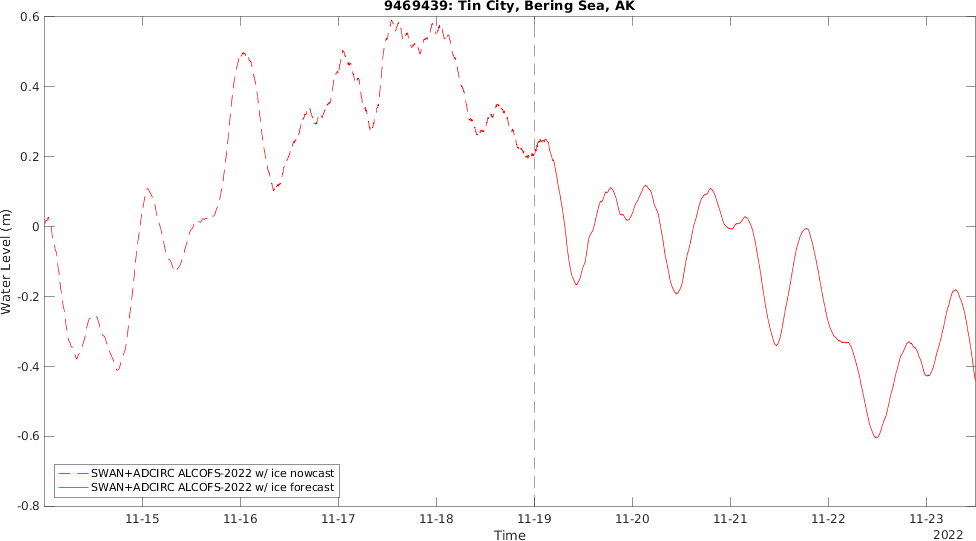 9469439: Tin City, Bering Sea, AK
0.6
0.4
0.2
0
-0.2
-0.4
-0.6
-0.8
Water Level (m)
SWAN+ADCIRC ALCOFS-2022 w/ ice nowcast
SWAN+ADCIRC ALCOFS-2022 w/ ice forecast
11-15 11-16 11-17 11-18 11-19 11-20 11-21 11-22 11-23
Time
2022